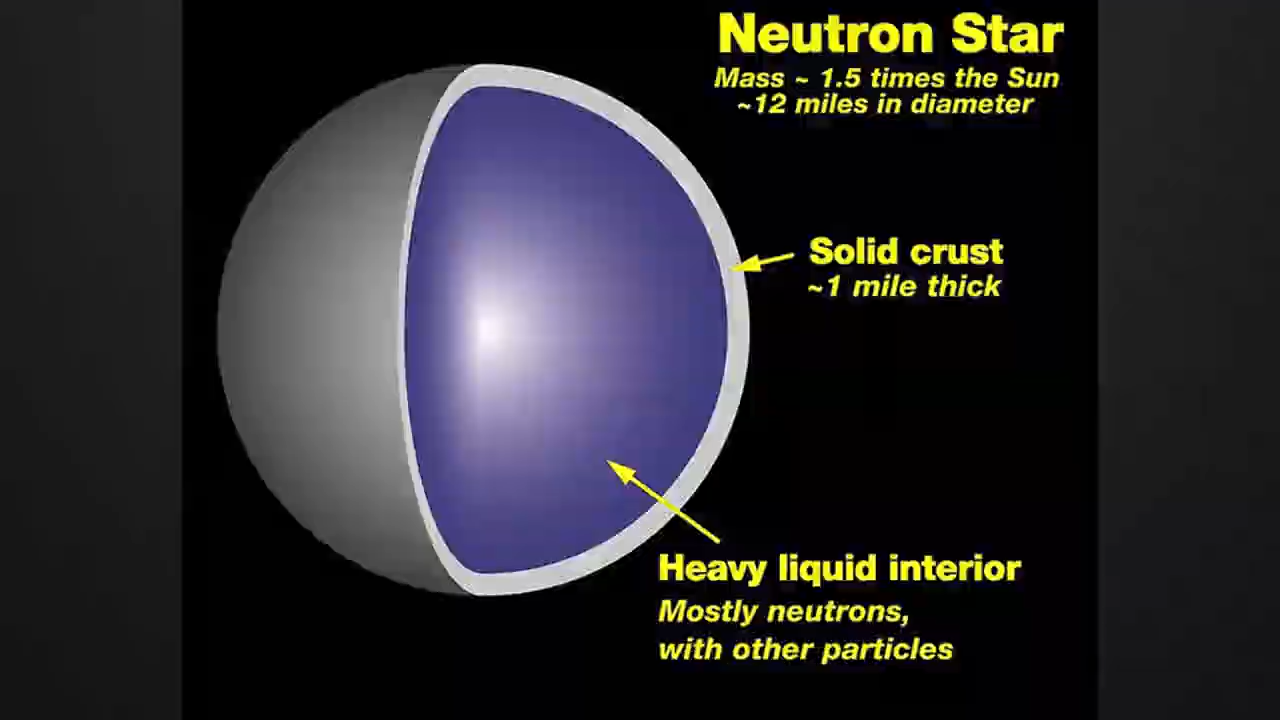 Neutron Star
Mass ~ 1.5 times the Sun
~12 miles in diameter
Solid crust
~1 mile thick
Heavy liquid interior
Mostly neutrons,
with other particles